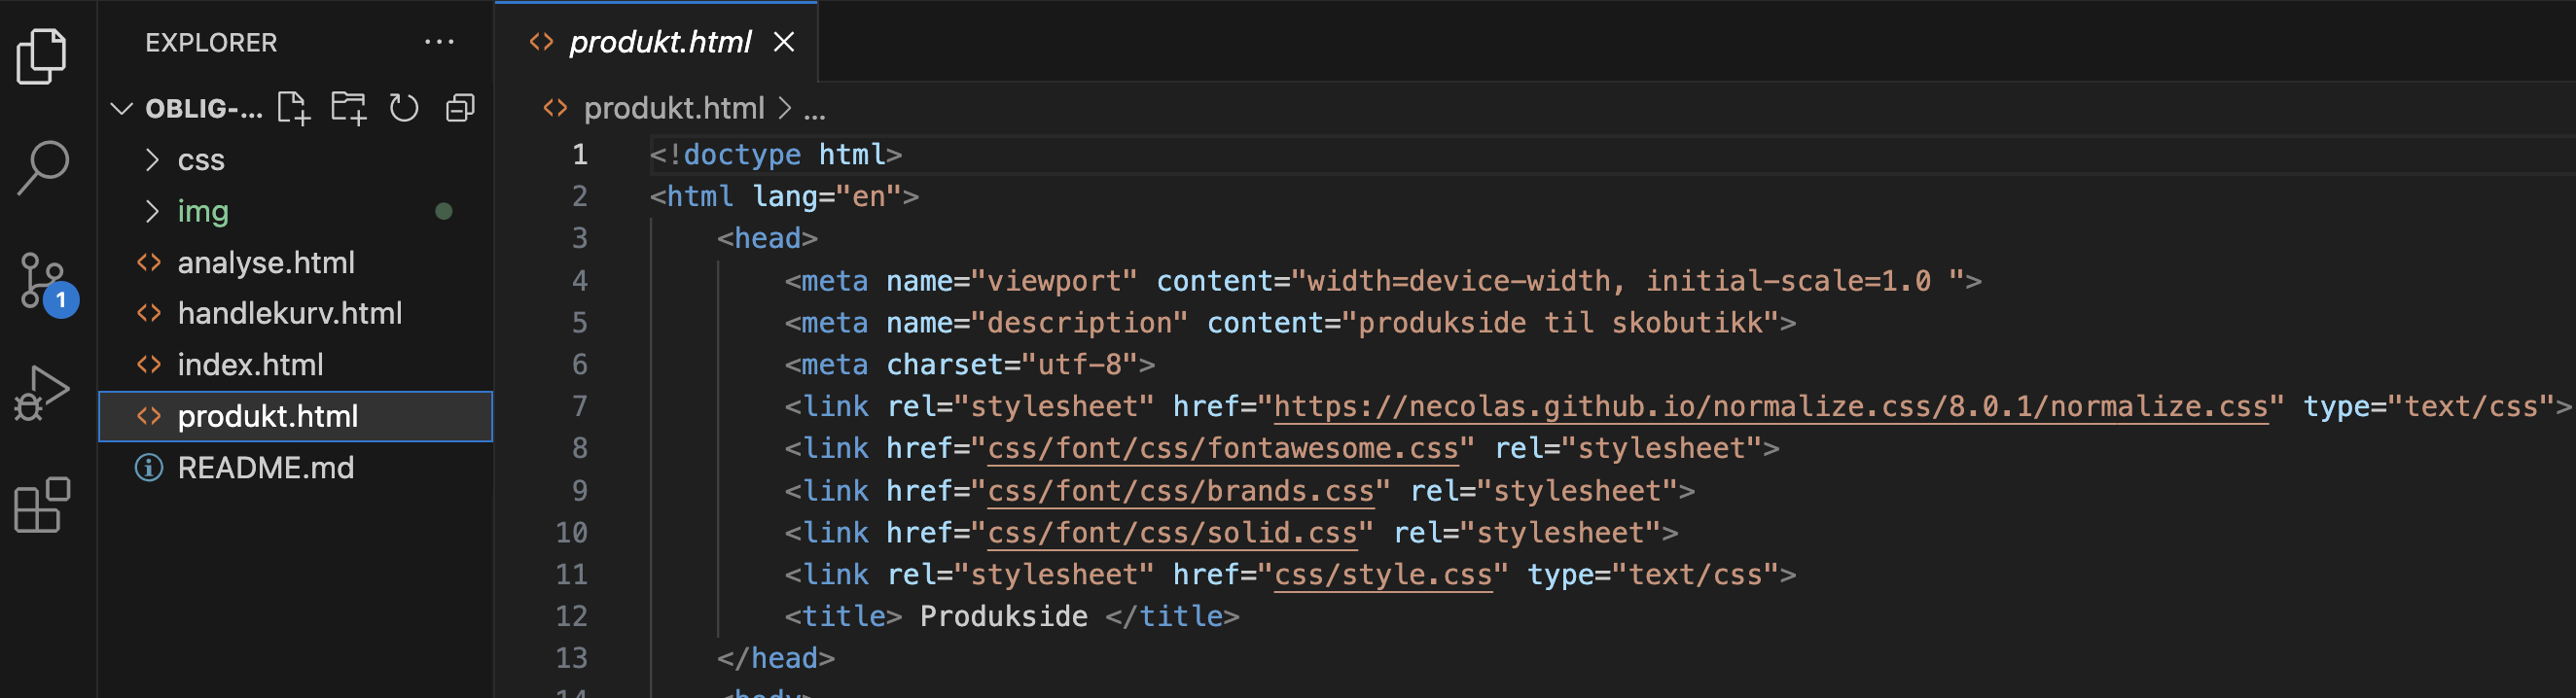 EXPLORER ...
OBLIG-...
css
img
analyse.html
handlekurv.html
index.html
produkt.html
README.md
1
produkt.html
produkt.html > ...
1 <!doctype html>
2 <html lang="en">
3 <head>
4 <meta name="viewport" content="width=device-width, initial-scale=1.0 ">
5 <meta name="description" content="produkside til skobutikk">
6 <meta charset="utf-8">
7 <link rel="stylesheet" href="https://necolas.github.io/normalize.css/8.0.1/normalize.css" type="text/css">
8 <link href="css/font/css/fontawesome.css" rel="stylesheet">
9 <link href="css/font/css/brands.css" rel="stylesheet">
10 <link href="css/font/css/solid.css" rel="stylesheet">
11 <link rel="stylesheet" href="css/style.css" type="text/css">
12 <title> Produkside </title>
13 </head>
14 <body>